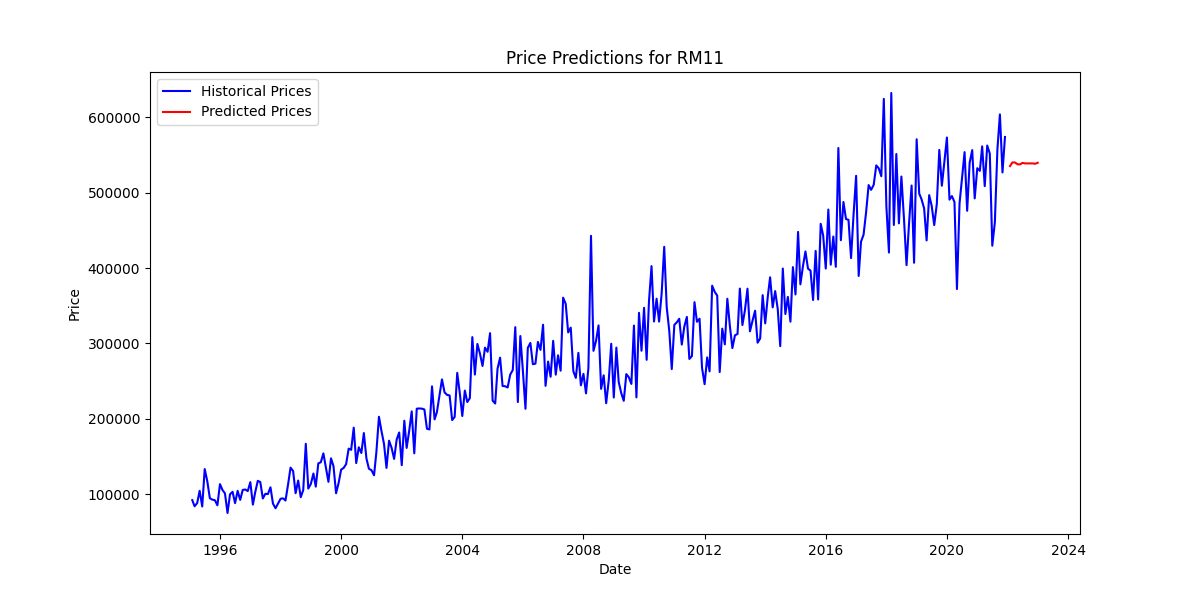 Price Predictions for RM11
Historical Prices
Predicted Prices
600000
500000
400000
300000
200000
100000
Price
1996 2000 2004 2008 2012 2016 2020 2024
Date